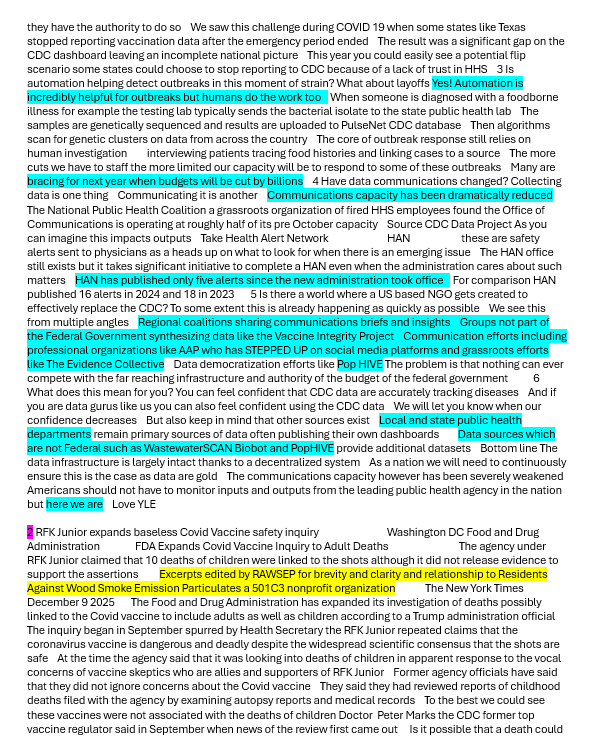 they have the authority to do so We saw this challenge during COVID 19 when some states like Texas
stopped reporting vaccination data after the emergency period ended The result was a significant gap on the
CDC dashboard leaving an incomplete national picture This year you could easily see a potential flip
scenario some states could choose to stop reporting to CDC because of a lack of trust in HHS 3 Is
automation helping detect outbreaks in this moment of strain? What about layoffs Yes! Automation is
incredibly helpful for outbreaks but humans do the work too When someone is diagnosed with a foodborne
illness for example the testing lab typically sends the bacterial isolate to the state public health lab The
samples are genetically sequenced and results are uploaded to PulseNet CDC database Then algorithms
scan for genetic clusters on data from across the country The core of outbreak response still relies on
human investigation interviewing patients tracing food histories and linking cases to a source The more
cuts we have to staff the more limited our capacity will be to respond to some of these outbreaks Many are
bracing for next year when budgets will be cut by billions 4 Have data communications changed? Collecting
data is one thing Communicating it is another Communications capacity has been dramatically reduced
The National Public Health Coalition a grassroots organization of fired HHS employees found the Office of
Communications is operating at roughly half of its pre October capacity Source CDC Data Project As you
can imagine this impacts outputs Take Health Alert Network HAN these are safety
alerts sent to physicians as a heads up on what to look for when there is an emerging issue The HAN office
still exists but it takes significant initiative to complete a HAN even when the administration cares about such
matters HAN has published only five alerts since the new administration took office For comparison HAN
published 16 alerts in 2024 and 18 in 2023 5 Is there a world where a US based NGO gets created to
effectively replace the CDC? To some extent this is already happening as quickly as possible We see this
from multiple angles Regional coalitions sharing communications briefs and insights Groups not part of
the Federal Government synthesizing data like the Vaccine Integrity Project Communication efforts including
professional organizations like AAP who has STEPPED UP on social media platforms and grassroots efforts
like The Evidence Collective Data democratization efforts like Pop HIVE The problem is that nothing can ever
compete with the far reaching infrastructure and authority of the budget of the federal government 6
What does this mean for you? You can feel confident that CDC data are accurately tracking diseases And if
you are data gurus like us you can also feel confident using the CDC data We will let you know when our
confidence decreases But also keep in mind that other sources exist Local and state public health
departments remain primary sources of data often publishing their own dashboards Data sources which
are not Federal such as WastewaterSCAN Biobot and PopHIVE provide additional datasets Bottom line The
data infrastructure is largely intact thanks to a decentralized system As a nation we will need to continuously
ensure this is the case as data are gold The communications capacity however has been severely weakened
Americans should not have to monitor inputs and outputs from the leading public health agency in the nation
but here we are Love YLE
2 RFK Junior expands baseless Covid Vaccine safety inquiry Washington DC Food and Drug
Administration FDA Expands Covid Vaccine Inquiry to Adult Deaths The agency under
RFK Junior claimed that 10 deaths of children were linked to the shots although it did not release evidence to
support the assertions Excerpts edited by RAWSEP for brevity and clarity and relationship to Residents
Against Wood Smoke Emission Particulates a 501C3 nonprofit organization The New York Times
December 9 2025 The Food and Drug Administration has expanded its investigation of deaths possibly
linked to the Covid vaccine to include adults as well as children according to a Trump administration official
The inquiry began in September spurred by Health Secretary the RFK Junior repeated claims that the
coronavirus vaccine is dangerous and deadly despite the widespread scientific consensus that the shots are
safe At the time the agency said that it was looking into deaths of children in apparent response to the vocal
concerns of vaccine skeptics who are allies and supporters of RFK Junior Former agency officials have said
that they did not ignore concerns about the Covid vaccine They said they had reviewed reports of childhood
deaths filed with the agency by examining autopsy reports and medical records To the best we could see
these vaccines were not associated with the deaths of children Doctor Peter Marks the CDC former top
vaccine regulator said in September when news of the review first came out Is it possible that a death could